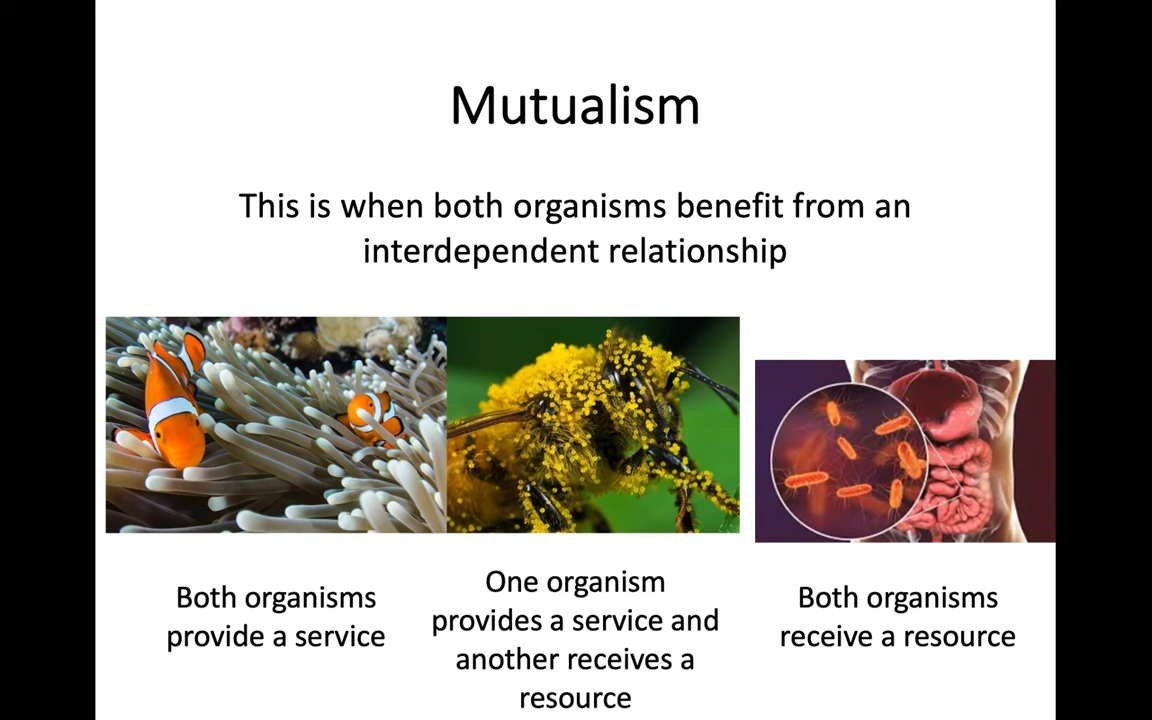 Mutualism
This is when both organisms benefit from an
interdependent relationship
Both organisms
provide a service
One organism
provides a service and
another receives a
resource
Both organisms
receive a resource